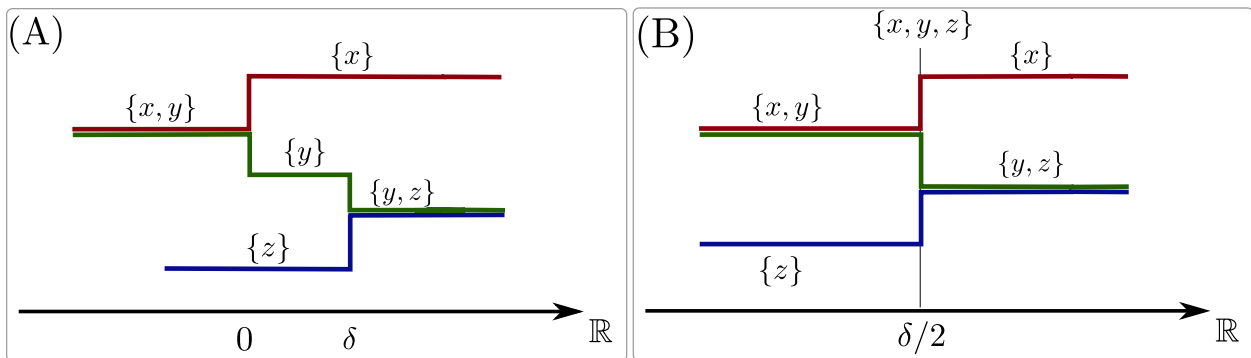 (A)
{x}
{x, y}
{y}
{y, z}
{z}
0
δ
ℝ
(B)
{x, y, z}
{x}
{x, y}
{y, z}
{z}
δ/2
ℝ